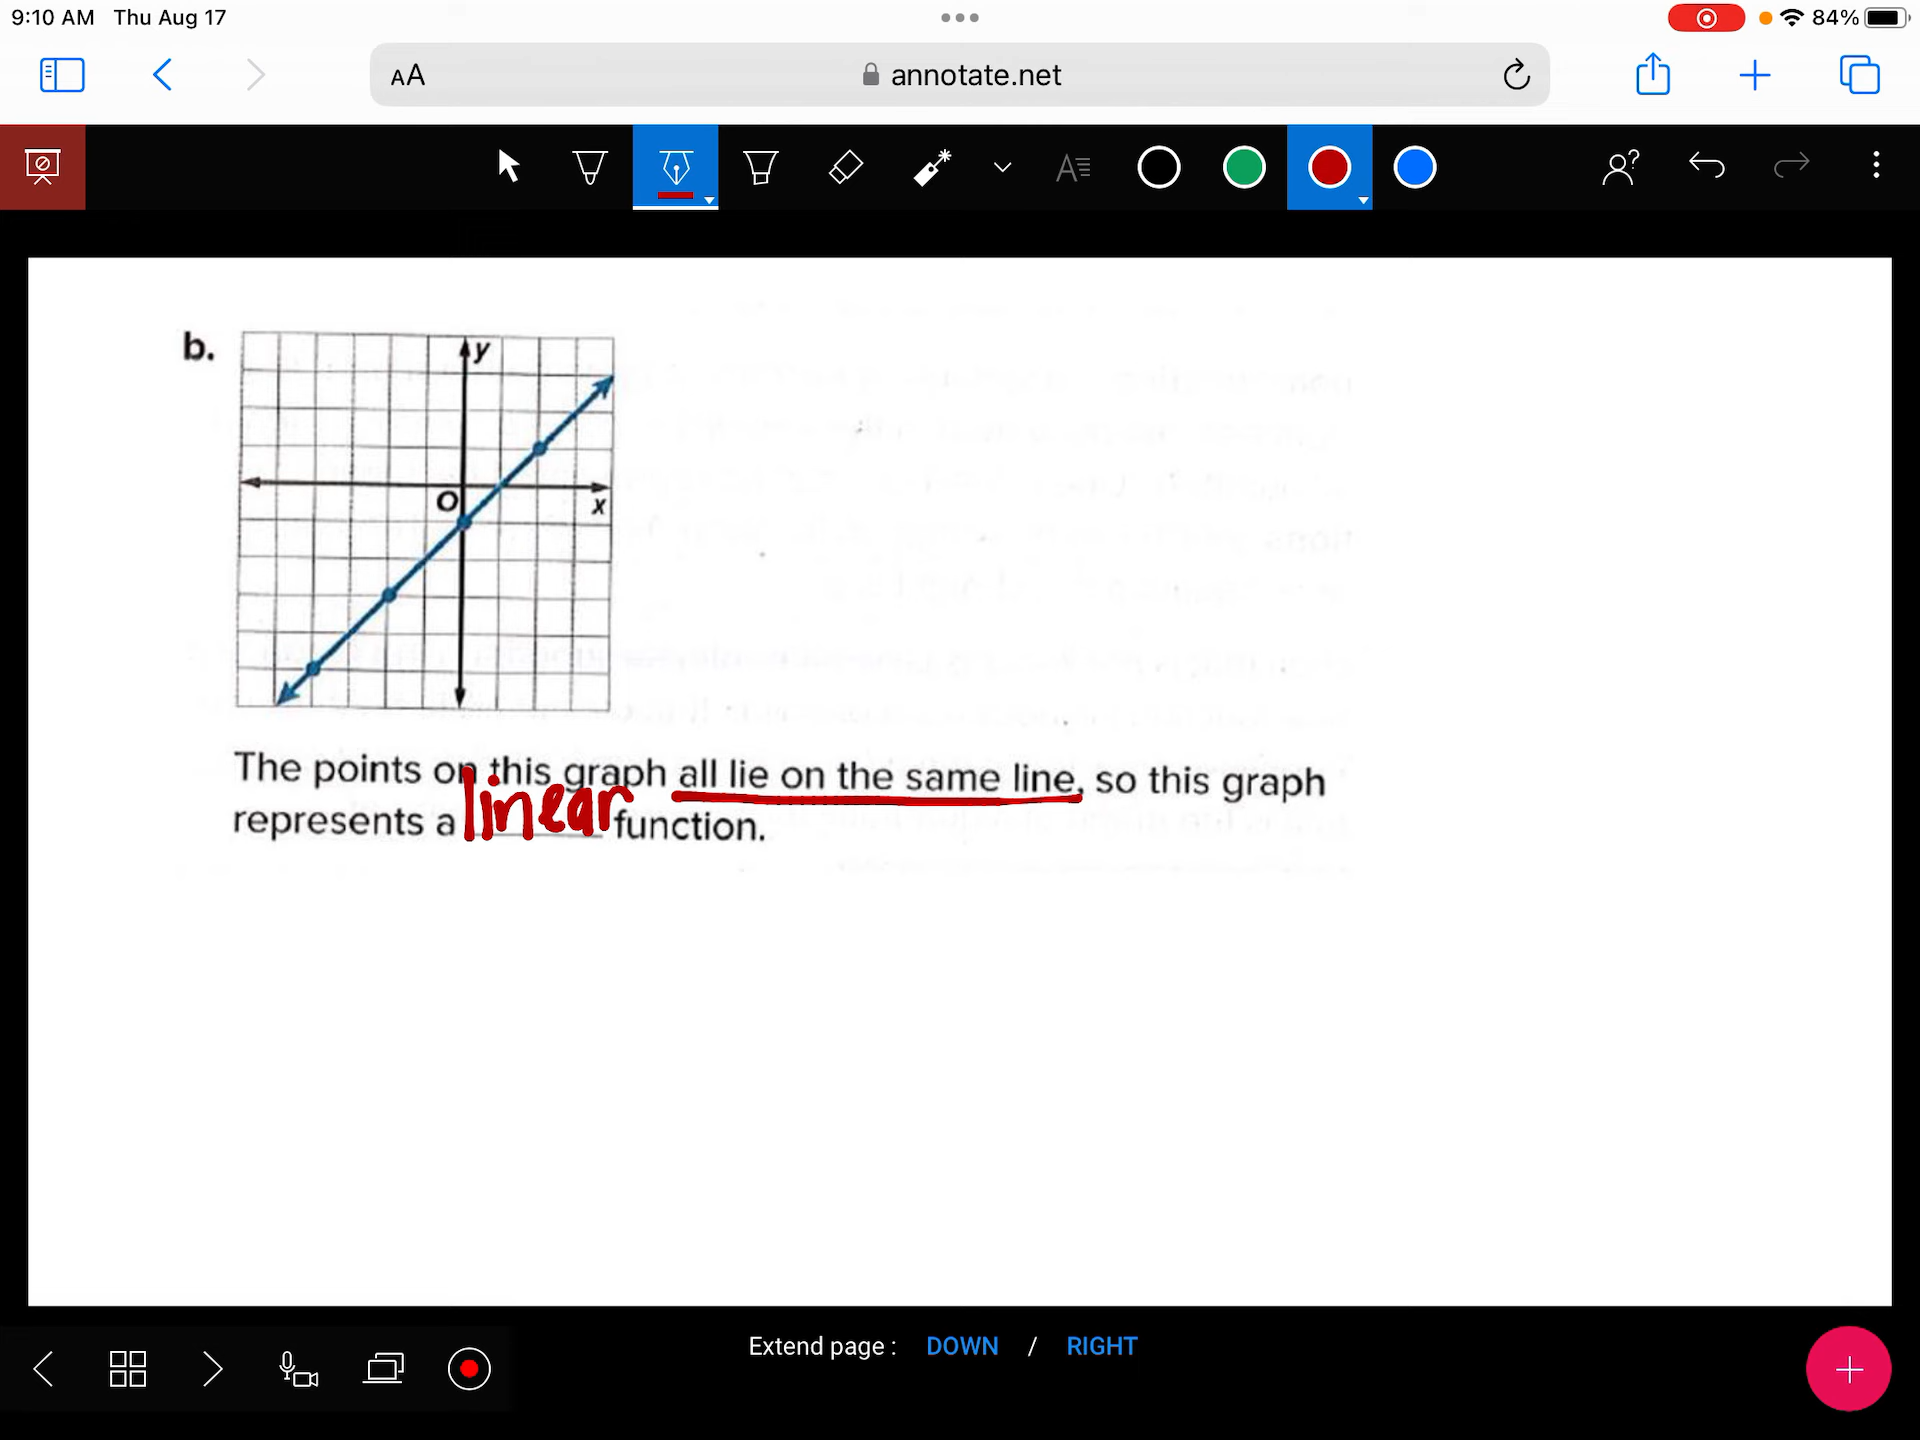 9:10 AM Thu Aug 17
84%
AA
annotate.net
A
b.
y
O
x
The points on this graph all lie on the same line, so this graph
represents a linear function.
Extend page : DOWN / RIGHT